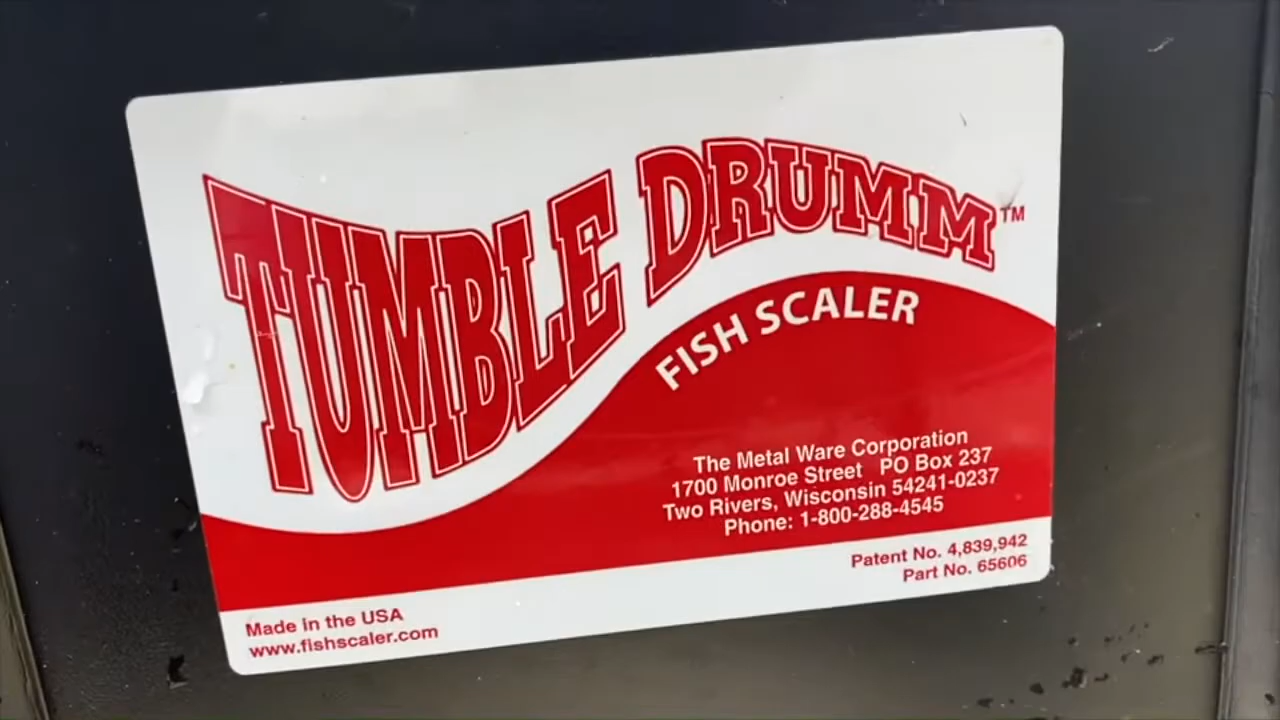 TUMBLE DRUMM™
FISH SCALER
The Metal Ware Corporation
1700 Monroe Street PO Box 237
Two Rivers, Wisconsin 54241-0237
Phone: 1-800-288-4545
Patent No. 4,839,942
Part No. 65606
Made in the USA
www.fishscaler.com